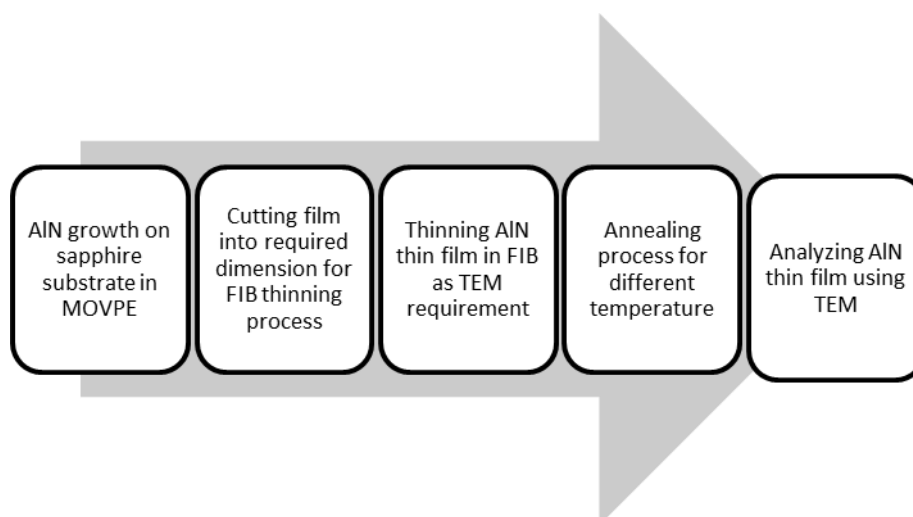 AlN growth on
sapphire
substrate in
MOVPE
Cutting film
into required
dimension for
FIB thinning
process
Thinning AlN
thin film in FIB
as TEM
requirement
Annealing
process for
different
temperature
Analyzing AlN
thin film using
TEM